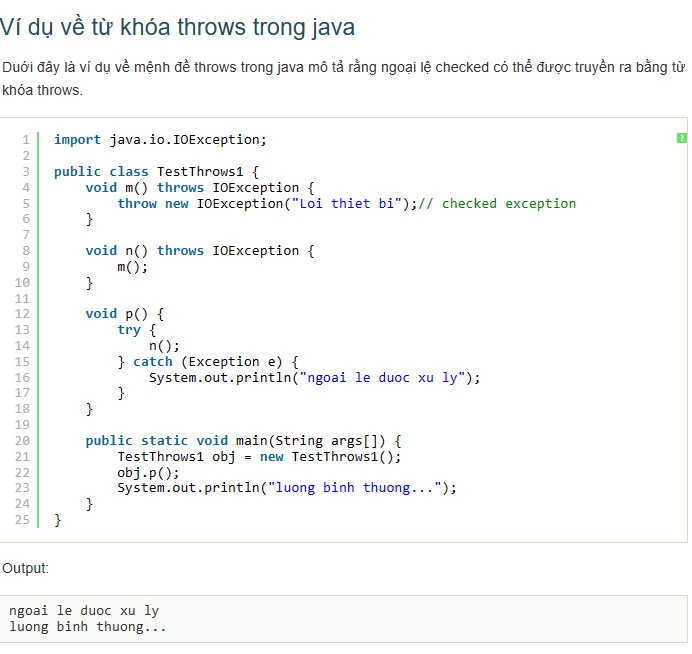 Ví dụ về từ khóa throws trong java
Dưới đây là ví dụ về mệnh đề throws trong java mô tả rằng ngoại lệ checked có thể được truyền ra bằng từ
khóa throws.
?
1 import java.io.IOException;
2
3 public class TestThrows1 {
4     void m() throws IOException {
5         throw new IOException("Loi thiet bi");// checked exception
6     }
7
8     void n() throws IOException {
9         m();
10     }
11
12     void p() {
13         try {
14             n();
15         } catch (Exception e) {
16             System.out.println("ngoai le duoc xu ly");
17         }
18     }
19
20     public static void main(String args[]) {
21         TestThrows1 obj = new TestThrows1();
22         obj.p();
23         System.out.println("luong binh thuong...");
24     }
25 }
Output:
ngoai le duoc xu ly
luong binh thuong...